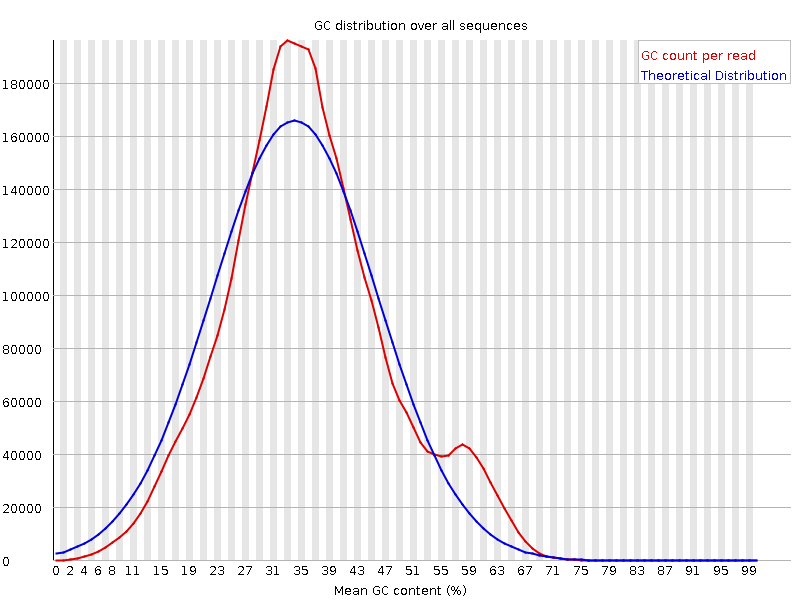 GC distribution over all sequences
GC count per read
Theoretical Distribution
180000
160000
140000
120000
100000
80000
60000
40000
20000
0
0 2 4 6 8 11 15 19 23 27 31 35 39 43 47 51 55 59 63 67 71 75 79 83 87 91 95 99
Mean GC content (%)